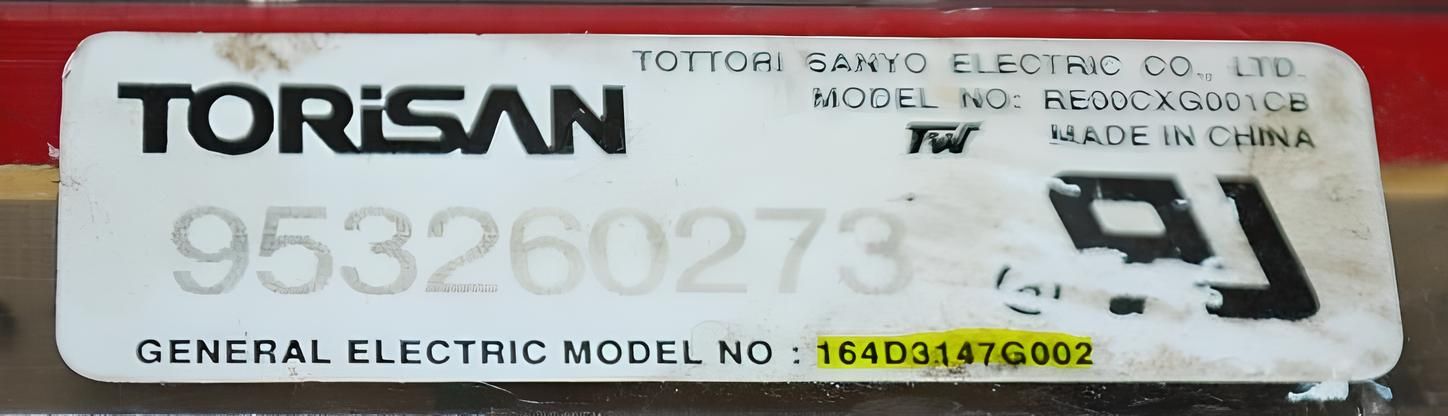 TORiSAN
TOTTORI SANYO ELECTRIC CO., LTD.
MODEL NO: RE00CXG001CB
MADE IN CHINA
953260273
GENERAL ELECTRIC MODEL NO : 164D3147G002